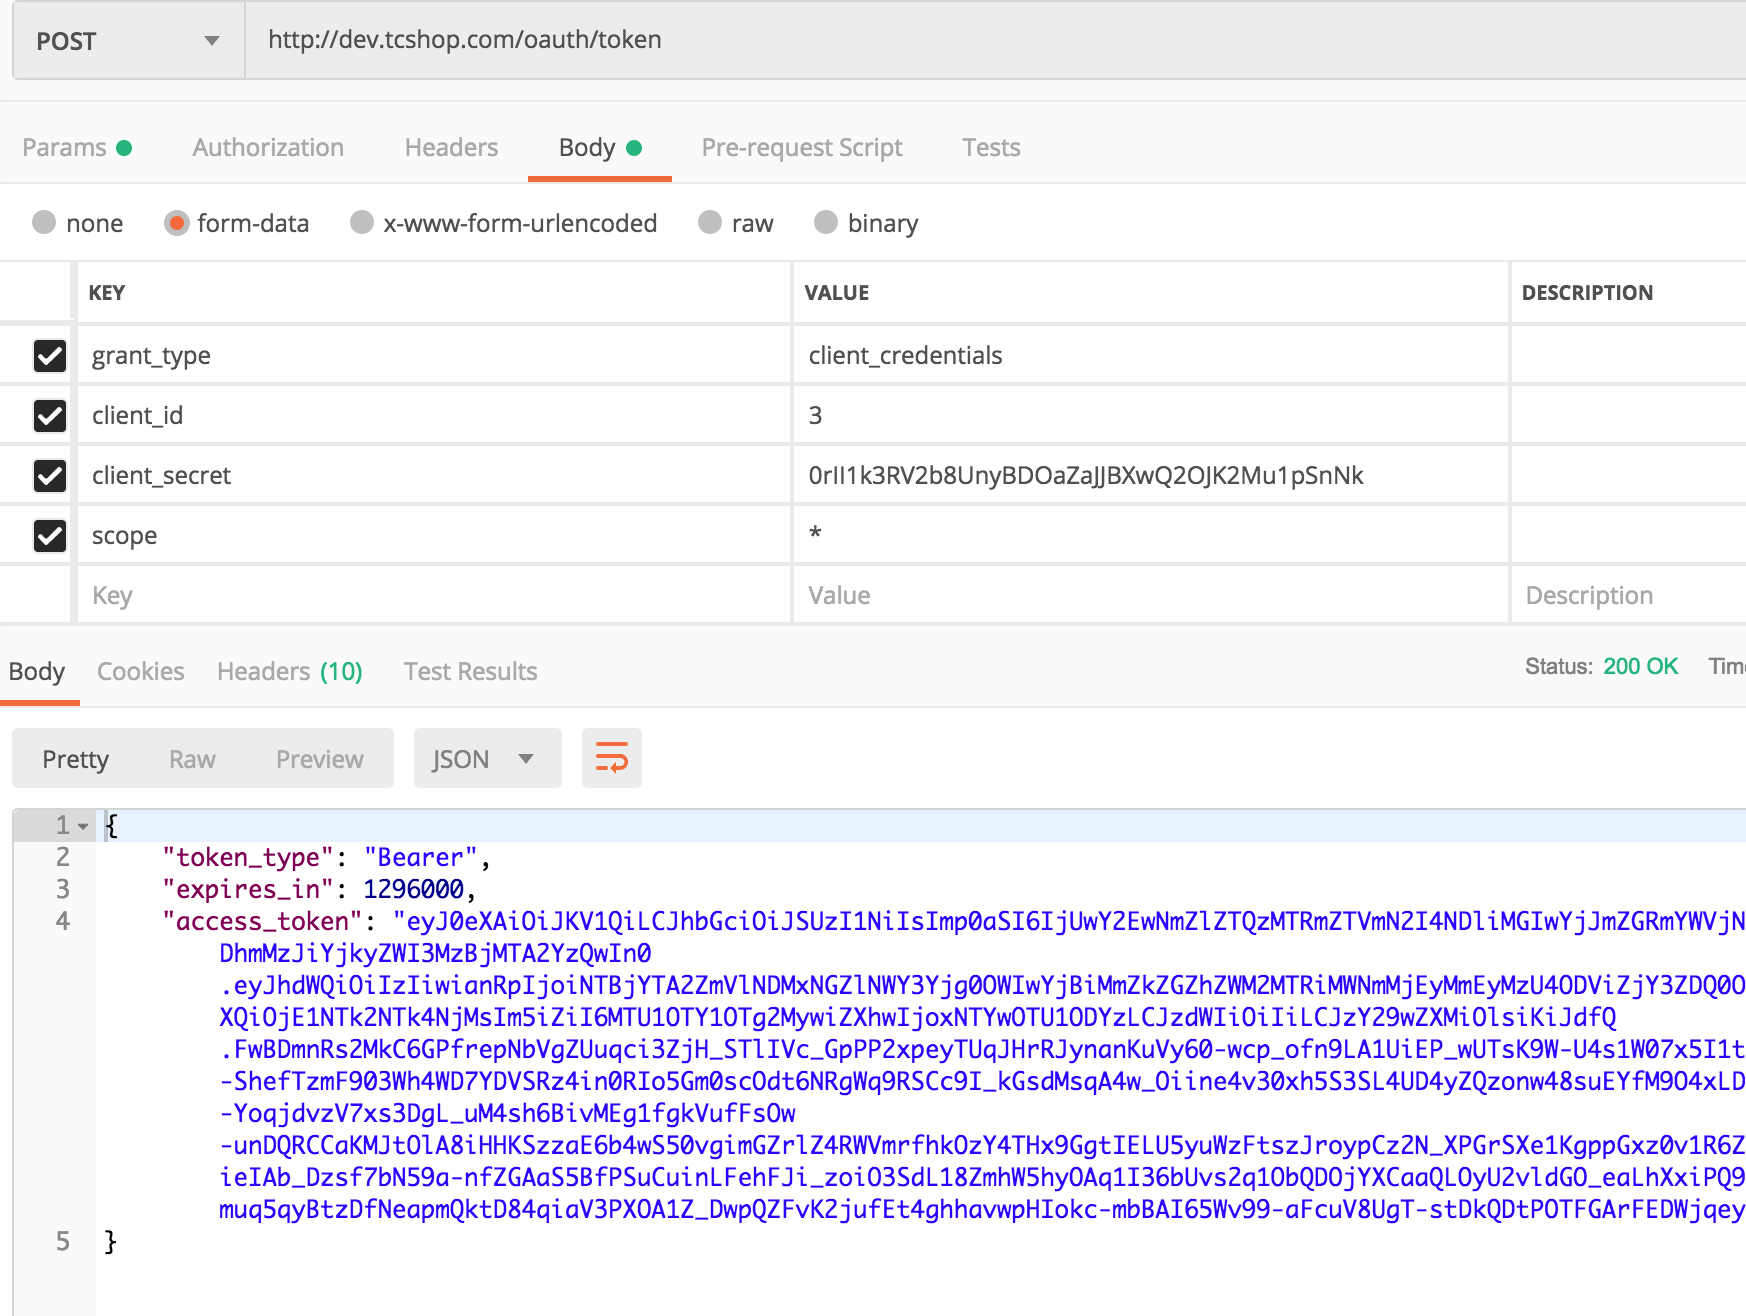 POST http://dev.tcshop.com/oauth/token
Params Authorization Headers Body Pre-request Script Tests
none form-data x-www-form-urlencoded raw binary
KEY VALUE DESCRIPTION
grant_type client_credentials
client_id 3
client_secret 0rII1k3RV2b8UnyBDOaZaJJBXwQ2OJK2Mu1pSnNk
scope *
Key Value Description
Body Cookies Headers (10) Test Results Status: 200 OK Time
Pretty Raw Preview JSON
1 {
2 "token_type": "Bearer",
3 "expires_in": 1296000,
4 "access_token": "eyJ0eXAiOiJKV1QiLCJhbGciOiJSUzI1NiIsImp0aSI6IjUwY2EwNmZlZTQzMTRmZTVmN2I4NDliMGIwYjJmZGRmYWVjN
DhmMzJiYjkyZWI3MzBjMTA2YzQwIn0
.eyJhdWQiOiIzIiwianRpIjoiNTBjYTA2ZmVlNDMxNGZlNWY3Yjg0OWIwYjBiMmZkZGZhZWM2MTRiMWNmMjEyMmEyMzU4ODViZjY3ZDQ0O
XQiOjE1NTk2NTk4NjMsIm5iZiI6MTU1OTY1OTg2MywiZXhwIjoxNTYwOTU1ODYzLCJzdWIiOiIiLCJzY29wZXMiOlsiKiJdfQ
.FwBDmnRs2MkC6GPfrepNbVgZUuqci3ZjH_STlIVc_GpPP2xpeyTUqJHrRJynanKuVy60-wcp_ofn9LA1UiEP_wUTsK9W-U4s1W07x5I1t
-ShefTzmF903Wh4WD7YDVSRz4in0RIo5Gm0scOdt6NRgWq9RSCc9I_kGsdMsqA4w_Oiine4v30xh5S3SL4UD4yZQzonw48suEYfM9O4xLD
-YoqjdvzV7xs3DgL_uM4sh6BivMEg1fgkVufFsOw
-unDQRCCaKMJtOlA8iHHKSzzaE6b4wS50vgimGZrlZ4RWVmrfhkOzY4THx9GgtIELU5yuWzFtszJroypCz2N_XPGrSXe1KgppGxz0v1R6Z
ieIAb_Dzsf7bN59a-nfZGAaS5BfPSuCuinLFehFJi_zoiO3SdL18ZmhW5hyOAq1I36bUvs2q1ObQDOjYXCaaQLOyU2vldGO_eaLhXxiPQ9
muq5qyBtzDfNeapmQktD84qiaV3PXOA1Z_DwpQZFvK2jufEt4ghhavwpHIokc-mbBAI65Wv99-aFcuV8UgT-stDkQDtPOTFGArFEDWjqey
5 }